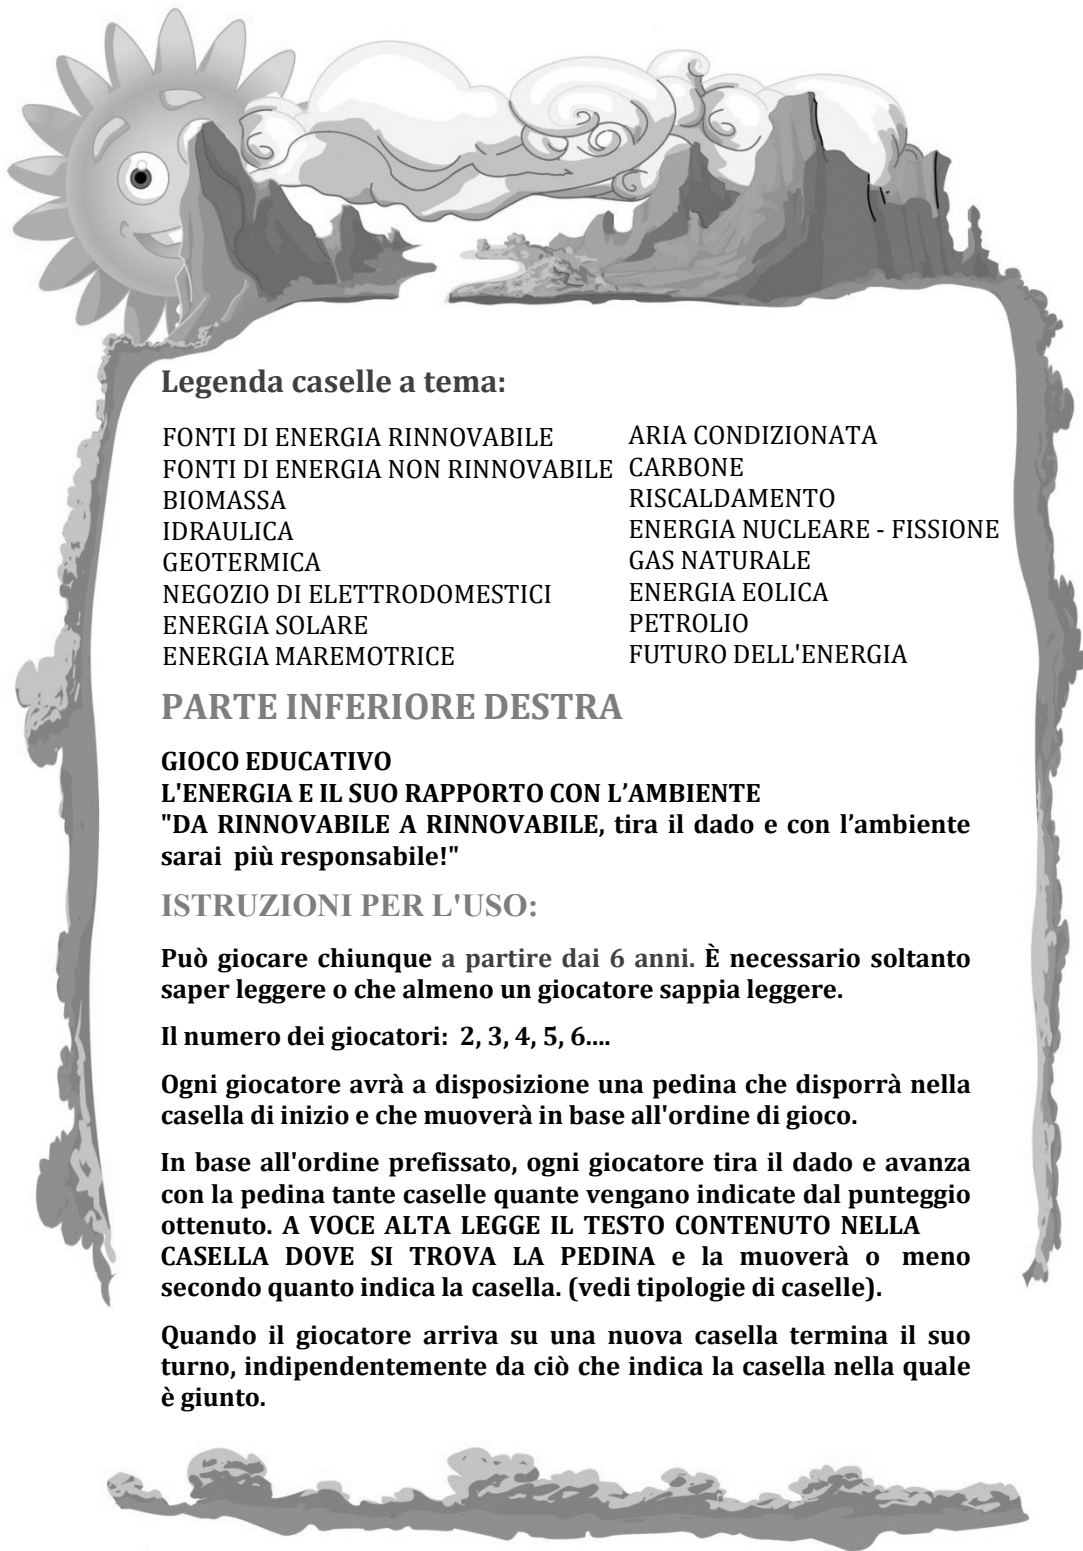 Legenda caselle a tema:
FONTI DI ENERGIA RINNOVABILE
FONTI DI ENERGIA NON RINNOVABILE
BIOMASSA
IDRAULICA
GEOTERMICA
NEGOZIO DI ELETTRODOMESTICI
ENERGIA SOLARE
ENERGIA MAREMOTRICE
ARIA CONDIZIONATA
CARBONE
RISCALDAMENTO
ENERGIA NUCLEARE - FISSIONE
GAS NATURALE
ENERGIA EOLICA
PETROLIO
FUTURO DELL'ENERGIA
PARTE INFERIORE DESTRA
GIOCO EDUCATIVO
L'ENERGIA E IL SUO RAPPORTO CON L’AMBIENTE
"DA RINNOVABILE A RINNOVABILE, tira il dado e con l’ambiente
sarai più responsabile!"
ISTRUZIONI PER L'USO:
Può giocare chiunque a partire dai 6 anni. È necessario soltanto
saper leggere o che almeno un giocatore sappia leggere.
Il numero dei giocatori: 2, 3, 4, 5, 6....
Ogni giocatore avrà a disposizione una pedina che disporrà nella
casella di inizio e che muoverà in base all'ordine di gioco.
In base all'ordine prefissato, ogni giocatore tira il dado e avanza
con la pedina tante caselle quante vengano indicate dal punteggio
ottenuto. A VOCE ALTA LEGGE IL TESTO CONTENUTO NELLA
CASELLA DOVE SI TROVA LA PEDINA e la muoverà o meno
secondo quanto indica la casella. (vedi tipologie di caselle).
Quando il giocatore arriva su una nuova casella termina il suo
turno, indipendentemente da ciò che indica la casella nella quale
è giunto.